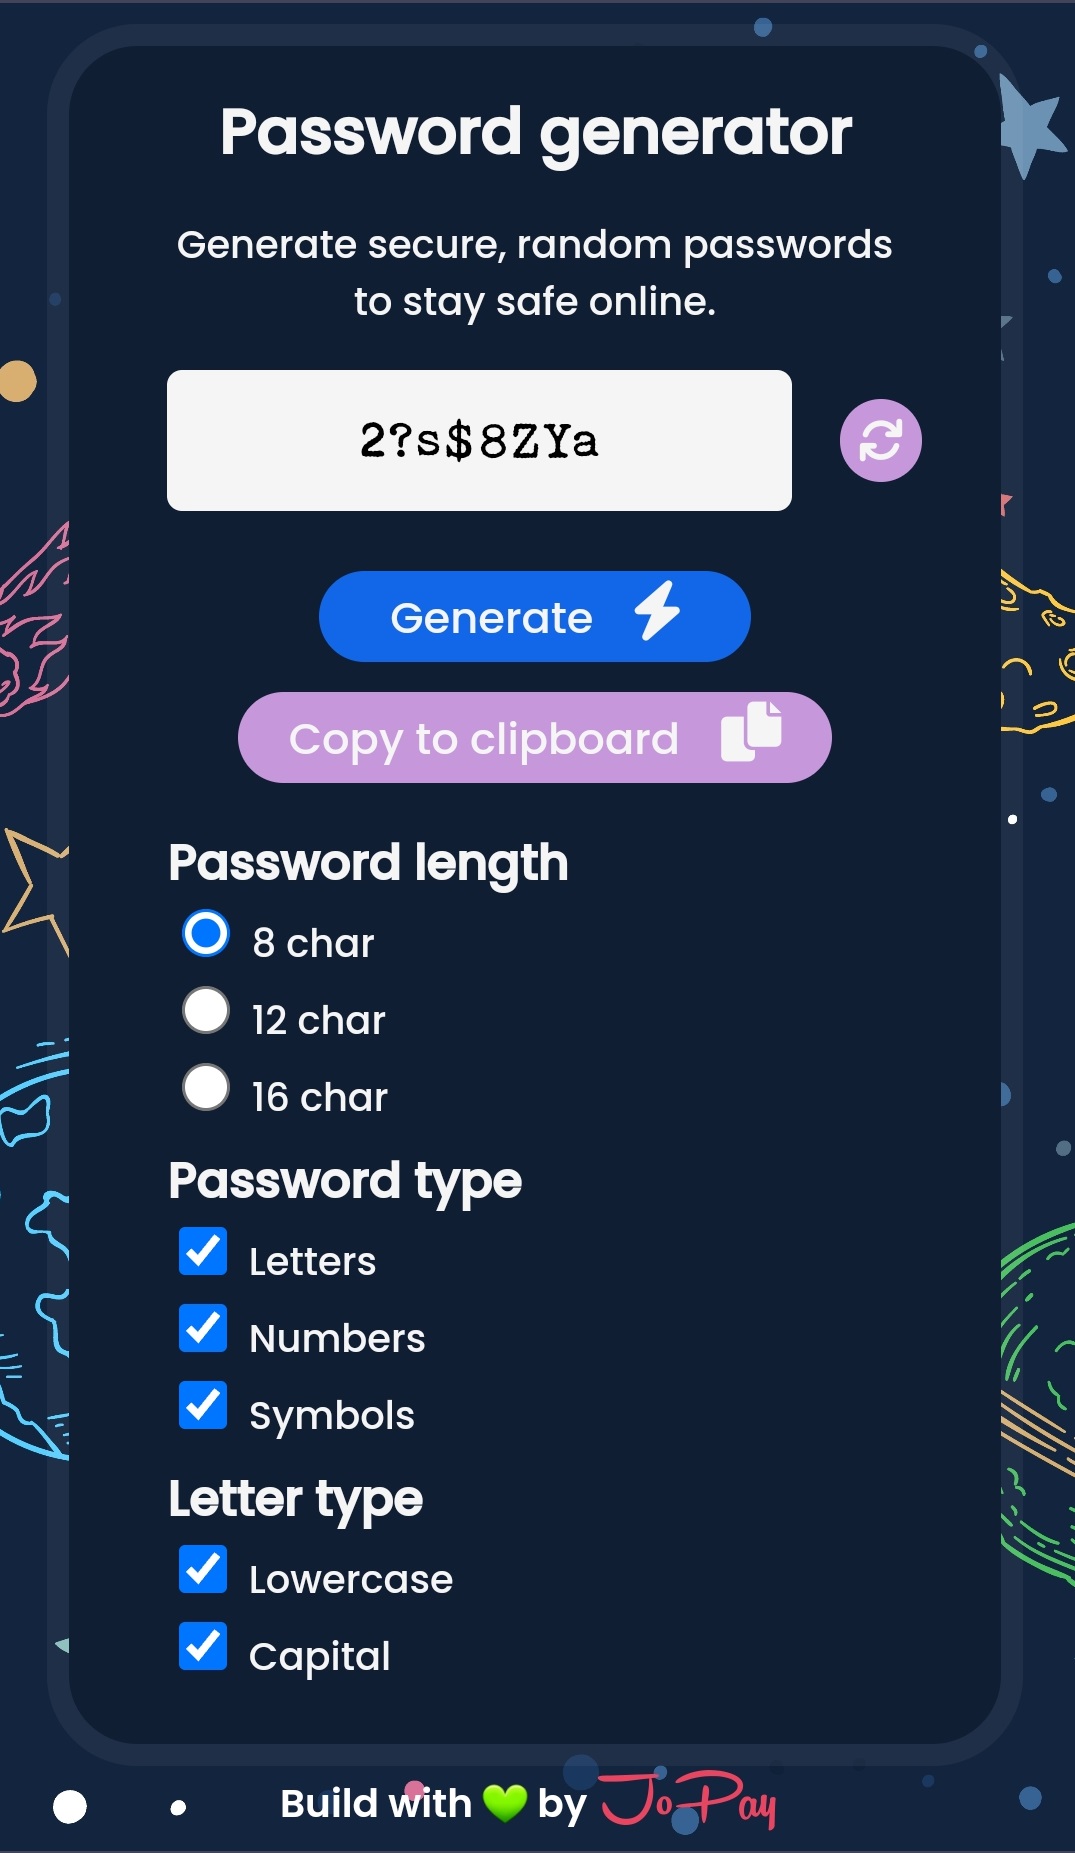 Password generator
Generate secure, random passwords
to stay safe online.
2?s$8ZYa
Generate
Copy to clipboard
Password length
8 char
12 char
16 char
Password type
Letters
Numbers
Symbols
Letter type
Lowercase
Capital
Build with 💚 by JoPay